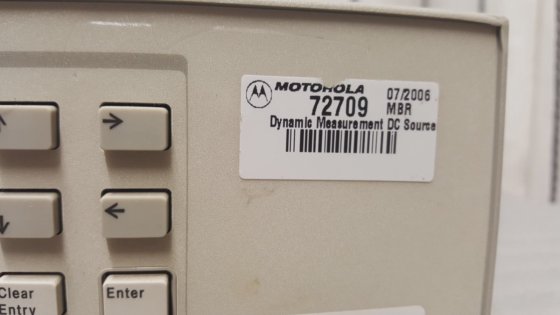 MOTOROLA 07/2006
72709 MBR
Dynamic Measurement DC Source
↑ →
↓ ←
Clear Entry
Enter